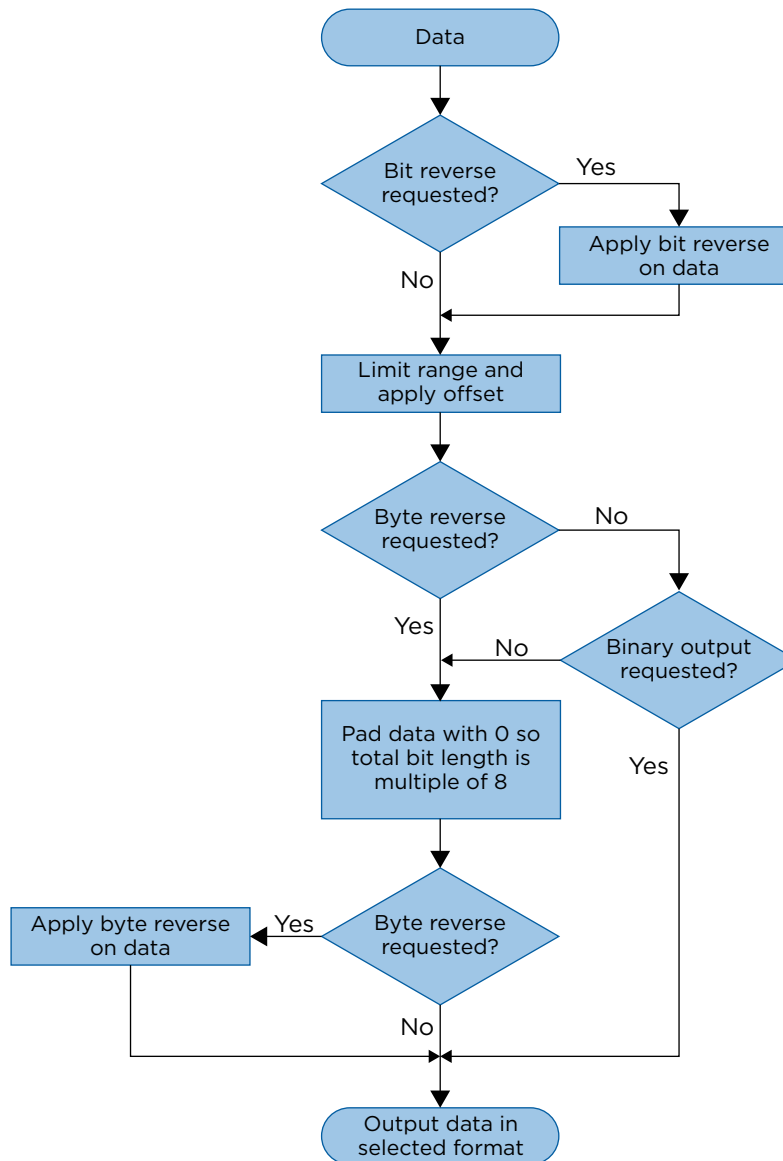 Data
Bit reverse
requested?
Yes
Apply bit reverse
on data
No
Limit range and
apply offset
Byte reverse
requested?
No
Yes
Binary output
requested?
No
Yes
Pad data with 0 so
total bit length is
multiple of 8
Byte reverse
requested?
Yes
Apply byte reverse
on data
No
Output data in
selected format